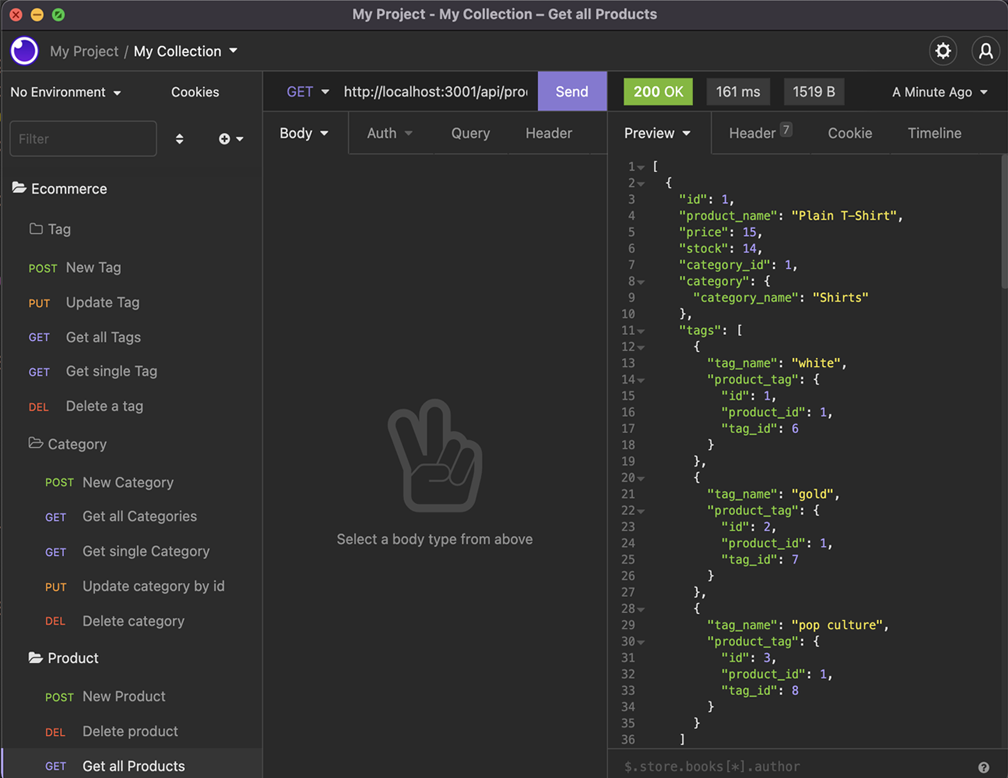 My Project - My Collection – Get all Products
My Project / My Collection
No Environment
Cookies
Filter
Ecommerce
Tag
POST New Tag
PUT Update Tag
GET Get all Tags
GET Get single Tag
DEL Delete a tag
Category
POST New Category
GET Get all Categories
GET Get single Category
PUT Update category by id
DEL Delete category
Product
POST New Product
DEL Delete product
GET Get all Products
GET http://localhost:3001/api/pro Send
Body Auth Query Header
Select a body type from above
200 OK 161 ms 1519 B A Minute Ago
Preview Header 7 Cookie Timeline
1 [
2 {
3 "id": 1,
4 "product_name": "Plain T-Shirt",
5 "price": 15,
6 "stock": 14,
7 "category_id": 1,
8 "category": {
9 "category_name": "Shirts"
10 },
11 "tags": [
12 {
13 "tag_name": "white",
14 "product_tag": {
15 "id": 1,
16 "product_id": 1,
17 "tag_id": 6
18 }
19 },
20 {
21 "tag_name": "gold",
22 "product_tag": {
23 "id": 2,
24 "product_id": 1,
25 "tag_id": 7
26 }
27 },
28 {
29 "tag_name": "pop culture",
30 "product_tag": {
31 "id": 3,
32 "product_id": 1,
33 "tag_id": 8
34 }
35 }
36 ]
$.store.books[*].author